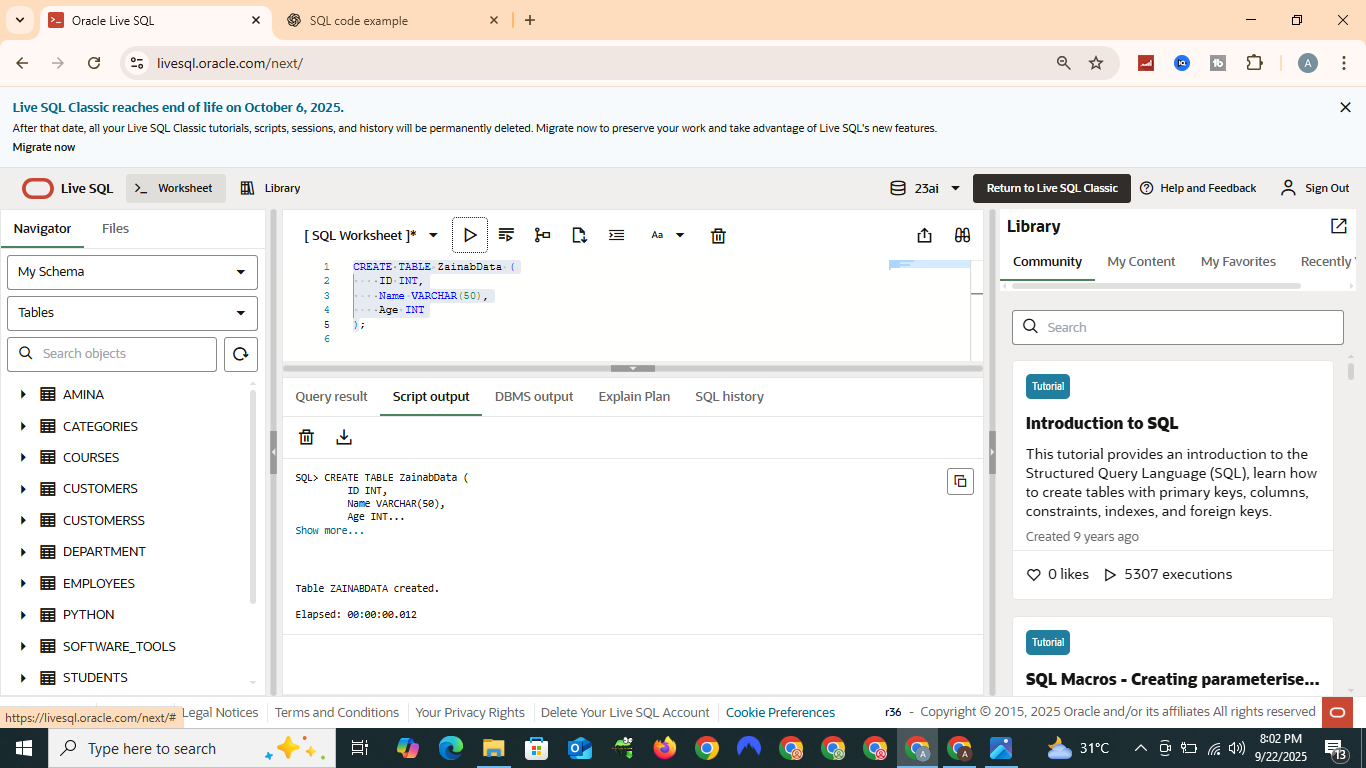 Oracle Live SQL
SQL code example
livesql.oracle.com/next/
A
Live SQL Classic reaches end of life on October 6, 2025.
After that date, all your Live SQL Classic tutorials, scripts, sessions, and history will be permanently deleted. Migrate now to preserve your work and take advantage of Live SQL's new features.
Migrate now
Live SQL
Worksheet
Library
23ai
Return to Live SQL Classic
Help and Feedback
Sign Out
Navigator
Files
My Schema
Tables
Search objects
AMINA
CATEGORIES
COURSES
CUSTOMERS
CUSTOMERSS
DEPARTMENT
EMPLOYEES
PYTHON
SOFTWARE_TOOLS
STUDENTS
[ SQL Worksheet ]*
Aa
1 CREATE TABLE ZainabData (
2 ID INT,
3 Name VARCHAR(50),
4 Age INT
5 );
6
Query result
Script output
DBMS output
Explain Plan
SQL history
SQL> CREATE TABLE ZainabData (
ID INT,
Name VARCHAR(50),
Age INT...
Show more...
Table ZAINABDATA created.
Elapsed: 00:00:00.012
Library
Community
My Content
My Favorites
Recently
Search
Tutorial
Introduction to SQL
This tutorial provides an introduction to the
Structured Query Language (SQL), learn how
to create tables with primary keys, columns,
constraints, indexes, and foreign keys.
Created 9 years ago
0 likes
5307 executions
Tutorial
SQL Macros - Creating parameterise...
https://livesql.oracle.com/next/#
Legal Notices
Terms and Conditions
Your Privacy Rights
Delete Your Live SQL Account
Cookie Preferences
r36 - Copyright © 2015, 2025 Oracle and/or its affiliates All rights reserved
Type here to search
31°C
8:02 PM
9/22/2025
13